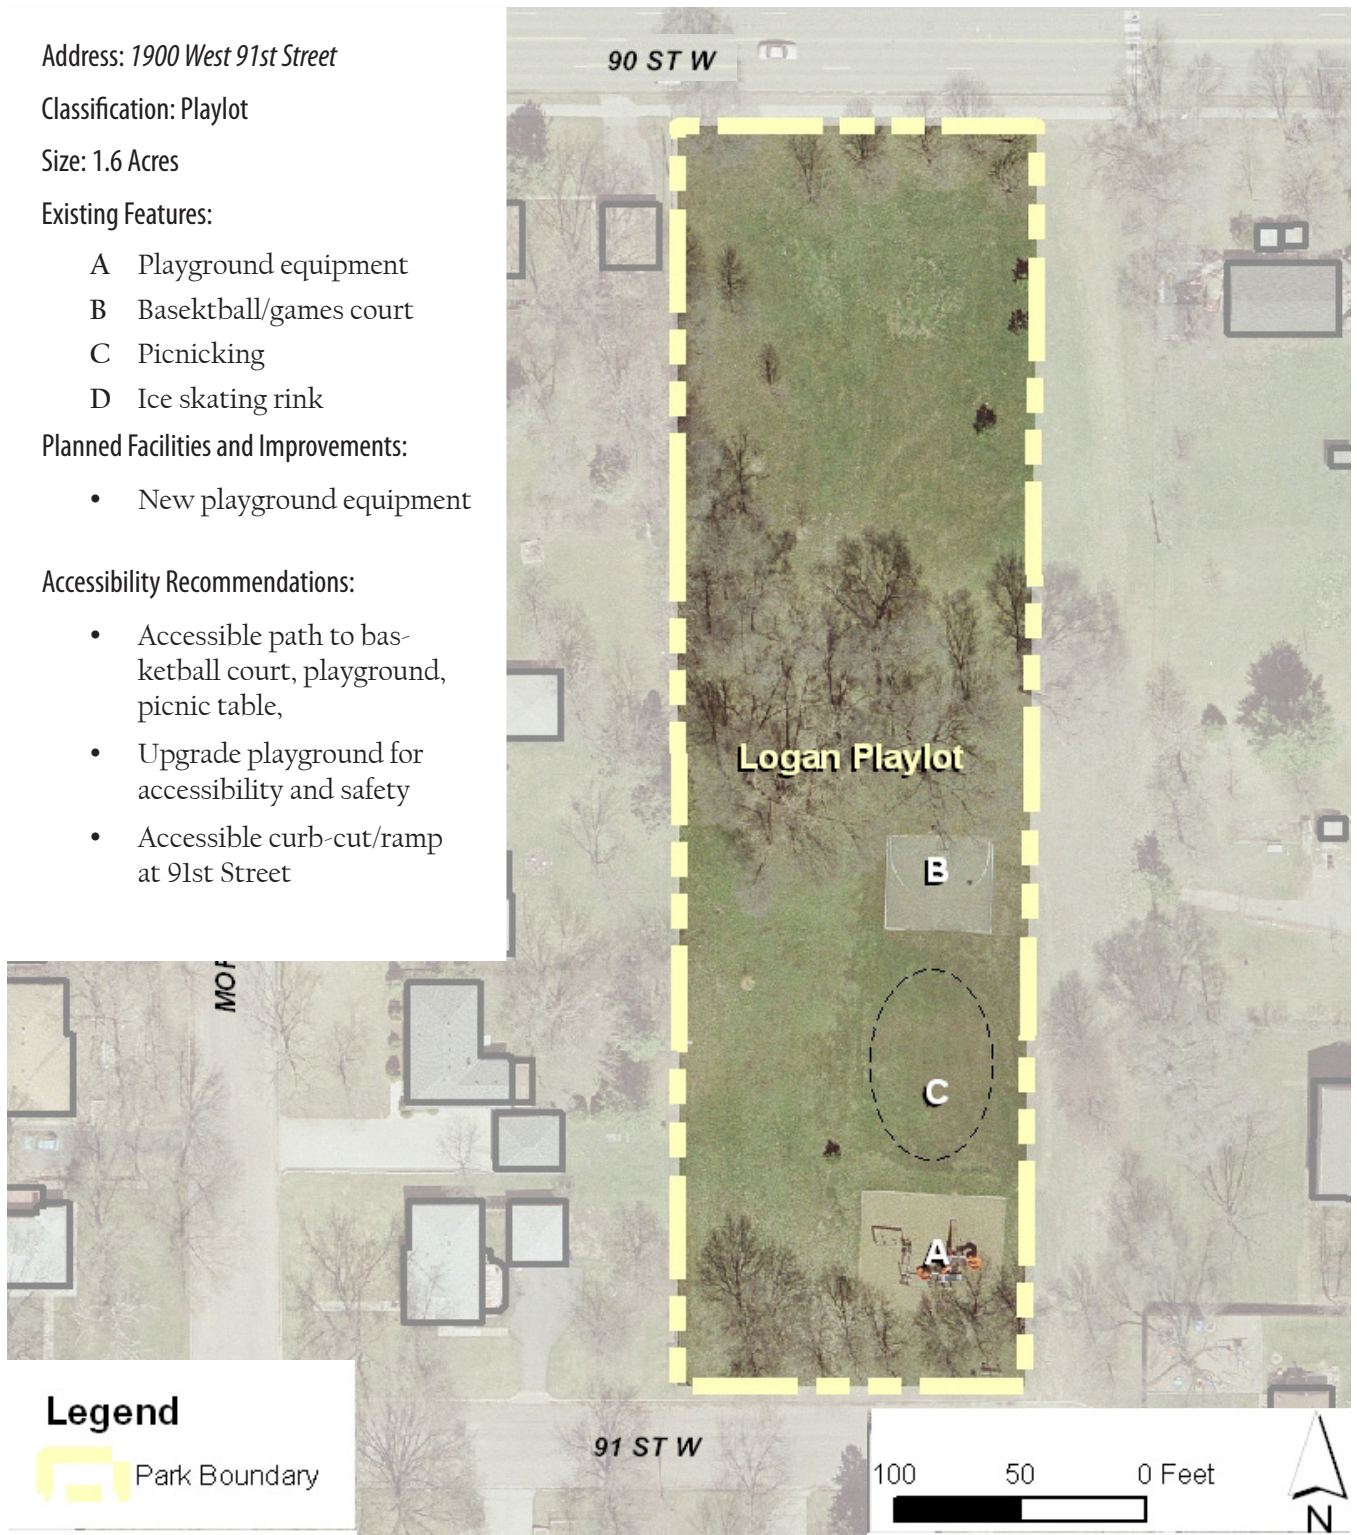 Address: 1900 West 91st Street
Classification: Playlot
Size: 1.6 Acres
Existing Features:
A Playground equipment
B Basektball/games court
C Picnicking
D Ice skating rink
Planned Facilities and Improvements:
• New playground equipment
Accessibility Recommendations:
• Accessible path to bas-
ketball court, playground,
picnic table,
• Upgrade playground for
accessibility and safety
• Accessible curb-cut/ramp
at 91st Street
90 ST W
Logan Playlot
B
C
A
91 ST W
Legend
Park Boundary
100 50 0 Feet
N